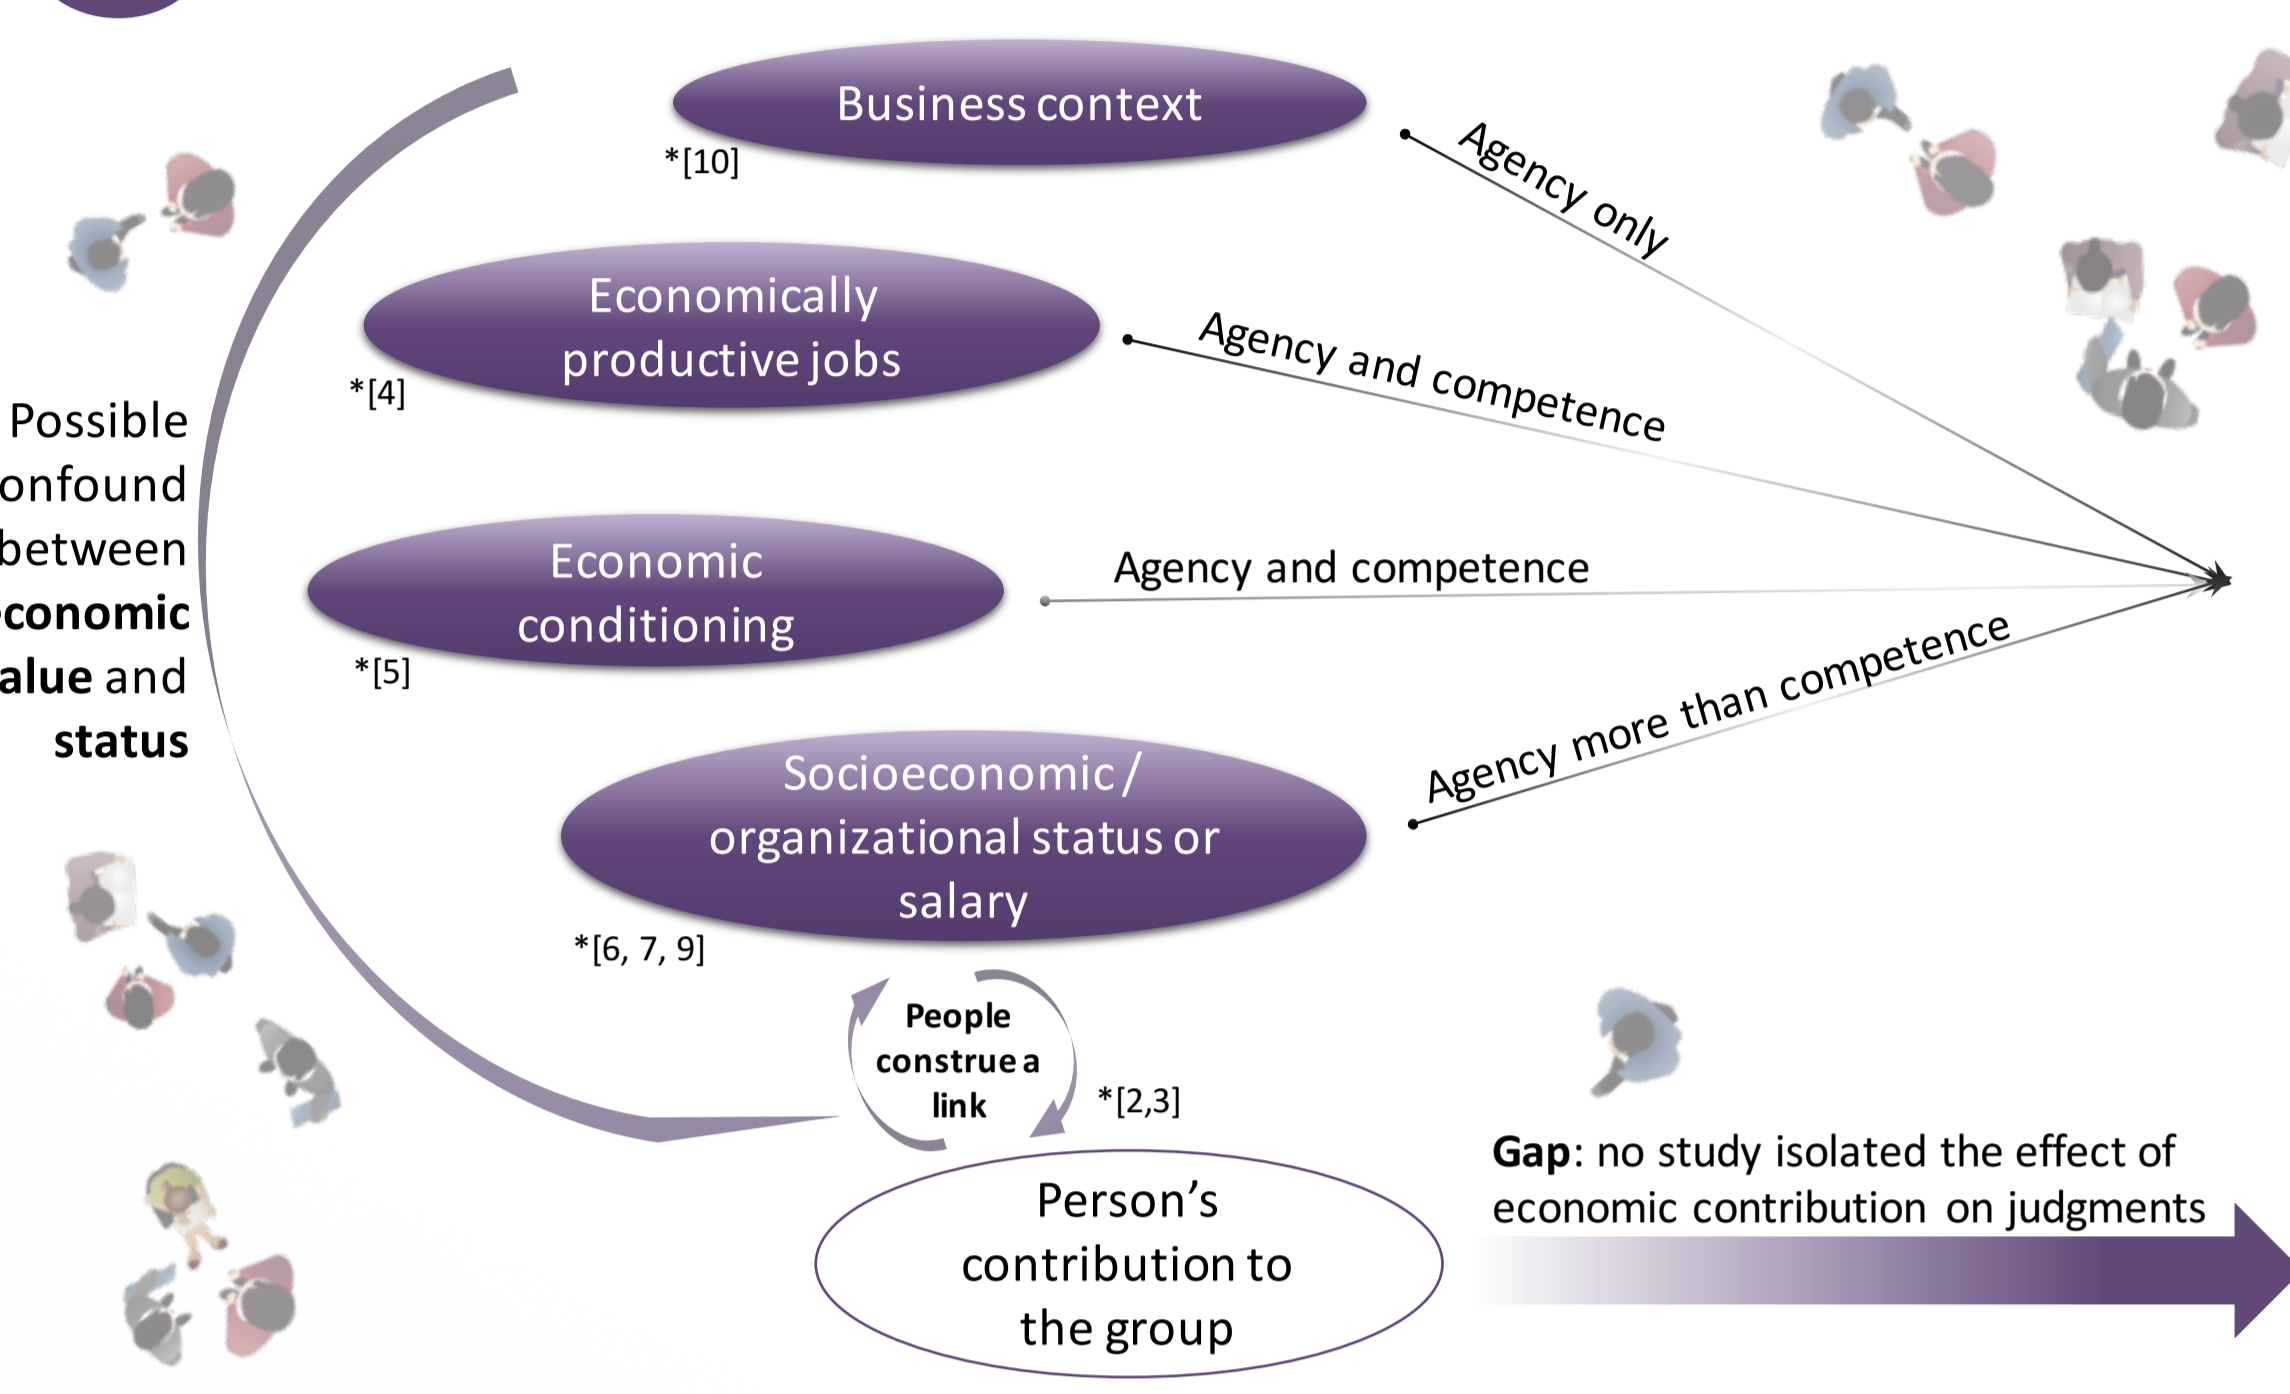 Business context
*[10]
Agency only
Economically
productive jobs
*[4]
Agency and competence
Possible
onfound
between
economic
alue and
status
Economic
conditioning
*[5]
Agency and competence
Socioeconomic /
organizational status or
salary
*[6, 7, 9]
Agency more than competence
People
construe a
link
*[2,3]
Person’s
contribution to
the group
Gap: no study isolated the effect of
economic contribution on judgments